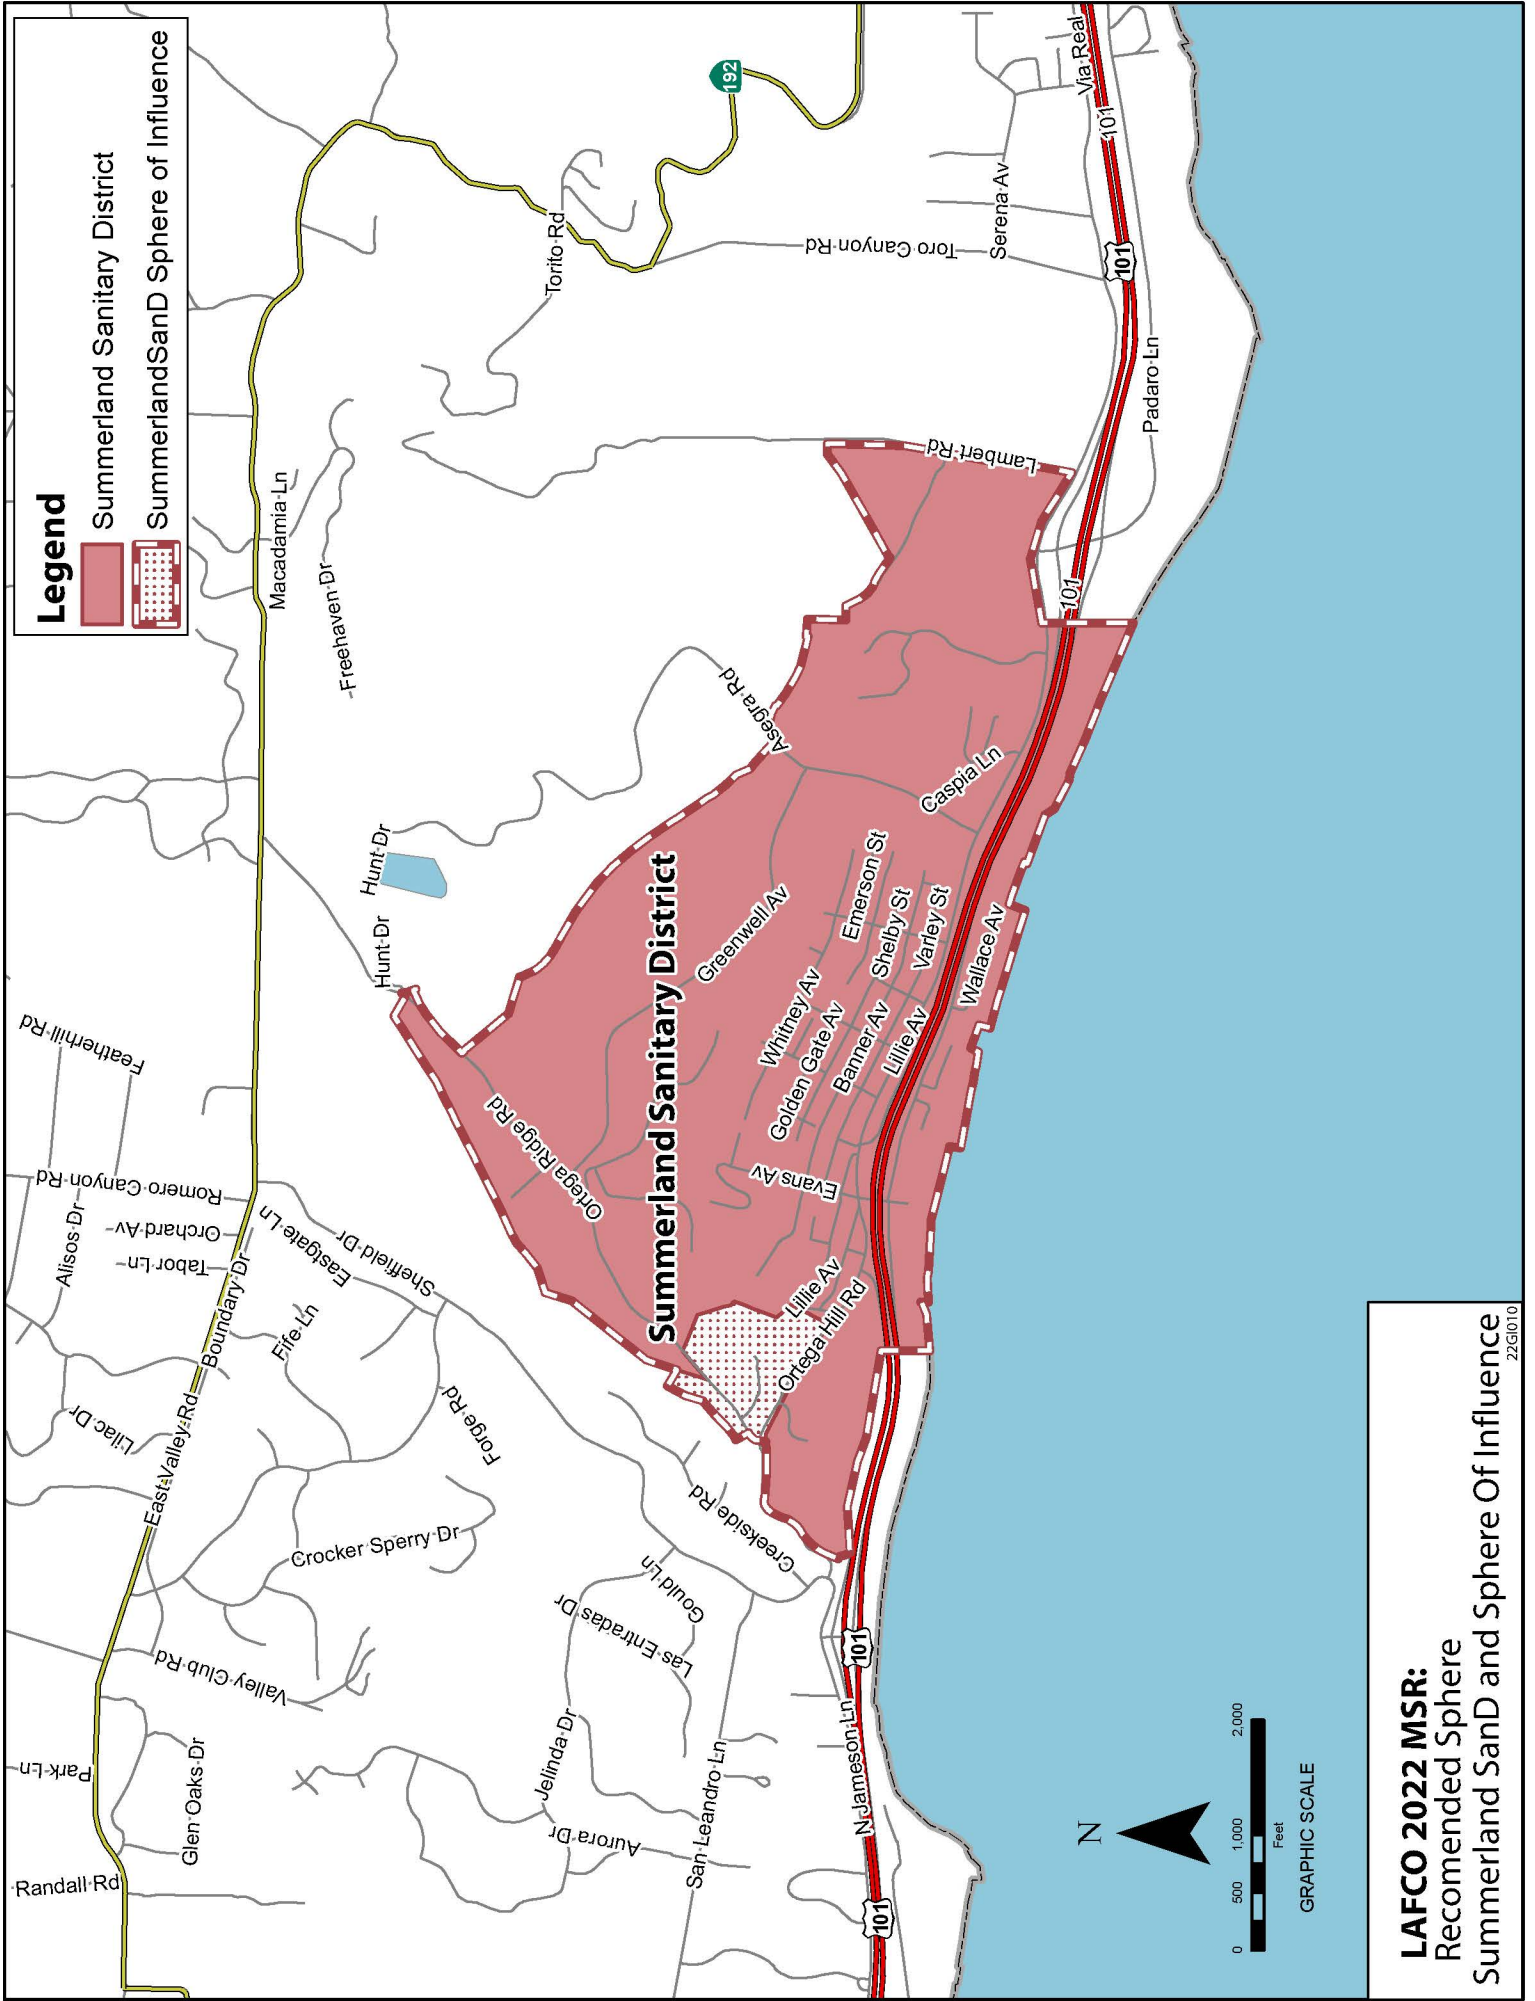 Legend
Summerland Sanitary District
SummerlandSanD Sphere of Influence
Randall Rd
Park Ln
Glen Oaks Dr
Valley Club Rd
East Valley Rd
Lilac Dr
Boundary Dr
Tabor Ln
Orchard Av
Alisos Dr
Romero Canyon Rd
Featherhill Rd
Eastgate Ln
Sheffield Dr
Fife Ln
Forge Rd
Crocker Sperry Dr
Hunt Dr
Hunt Dr
Macadamia Ln
Freehaven Dr
Torito Rd
192
Toro Canyon Rd
Serena Av
Via Real
101
101
Padaro Ln
Lambert Rd
101
Asegra Rd
Caspia Ln
Greenwell Av
Emerson St
Shelby St
Varley St
Wallace Av
Whitney Av
Golden Gate Av
Banner Av
Lillie Av
Evans Av
Ortega Ridge Rd
Summerland Sanitary District
Lillie Av
Ortega Hill Rd
Creekside Rd
Gould Ln
Las Entradas Dr
Jelinda Dr
Aurora Dr
San Leandro Ln
N Jameson Ln
101
101
N
0 500 1,000 2,000
Feet
GRAPHIC SCALE
LAFCO 2022 MSR:
Recomended Sphere
Summerland SanD and Sphere Of Influence
22GI010